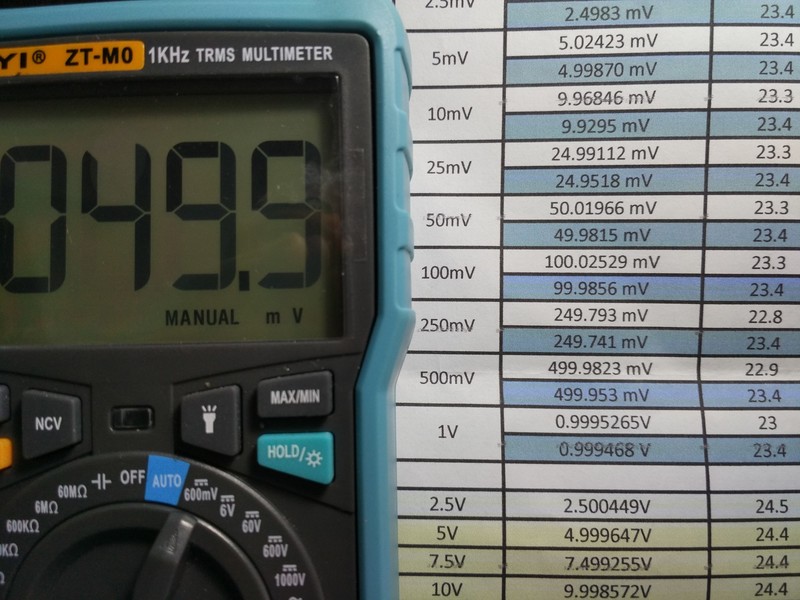 YI® ZT-M0 1KHz TRMS MULTIMETER
049.9
MANUAL m V
NCV
MAX/MIN
HOLD/
OFF
AUTO
600mV
6V
60V
600V
1000V
60MΩ
6MΩ
600KΩ
KΩ
2.5mV 2.4983 mV 23.4
5mV 5.02423 mV 23.4
4.99870 mV 23.4
10mV 9.96846 mV 23.3
9.9295 mV 23.4
25mV 24.99112 mV 23.3
24.9518 mV 23.4
50mV 50.01966 mV 23.3
49.9815 mV 23.4
100mV 100.02529 mV 23.3
99.9856 mV 23.4
250mV 249.793 mV 22.8
249.741 mV 23.4
500mV 499.9823 mV 22.9
499.953 mV 23.4
1V 0.9995265V 23
0.999468 V 23.4
2.5V 2.500449V 24.5
5V 4.999647V 24.4
7.5V 7.499255V 24.4
10V 9.998572V 24.4